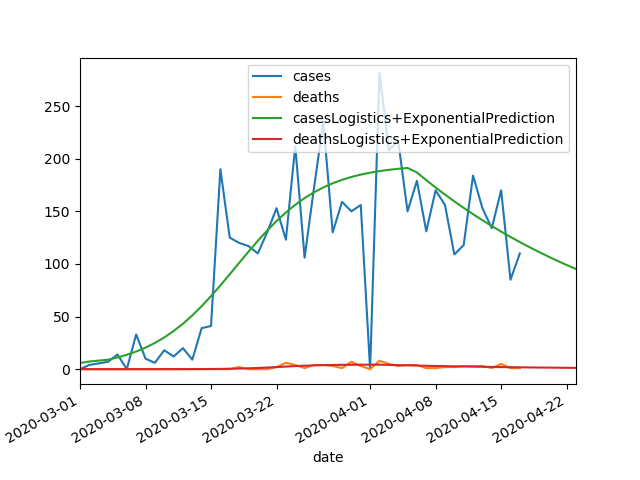 cases
deaths
casesLogistics+ExponentialPrediction
deathsLogistics+ExponentialPrediction
250
200
150
100
50
0
2020-03-01
2020-03-08
2020-03-15
2020-03-22
2020-04-01
2020-04-08
2020-04-15
2020-04-22
date